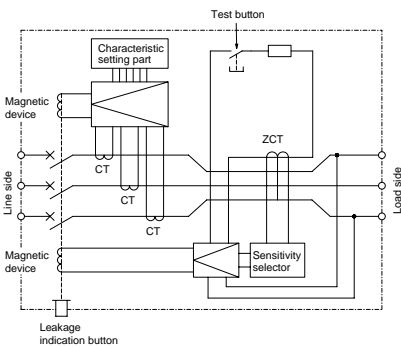 Test button
Characteristic
setting part
Magnetic
device
ZCT
CT
CT
CT
Line side
Load side
Magnetic
device
Sensitivity
selector
Leakage
indication button